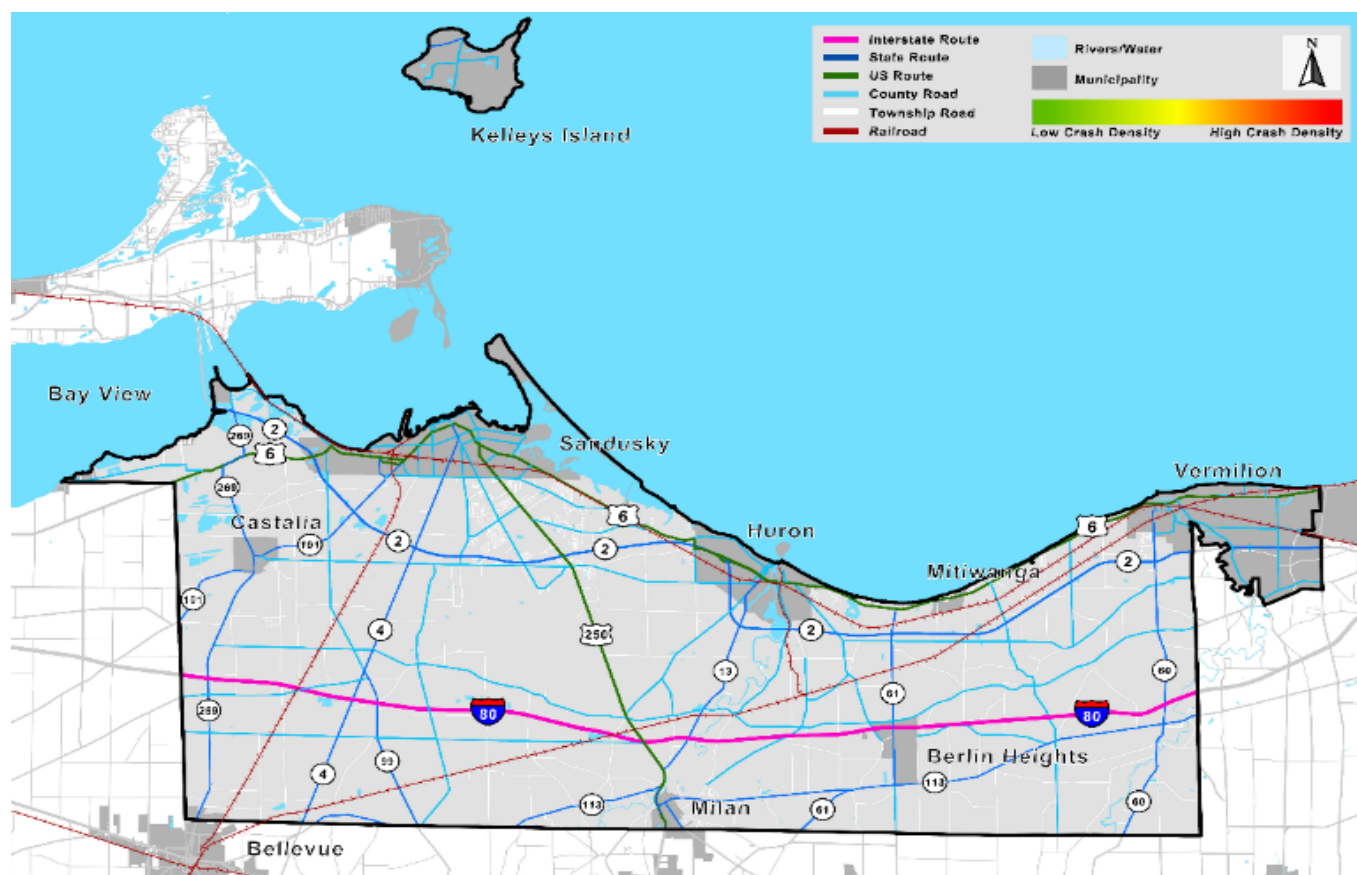 Interstate Route
State Route
US Route
County Road
Township Road
Railroad
Rivers/Water
Municipality
Low Crash Density
High Crash Density
N
Kelleys Island
Bay View
269
2
6
Sandusky
Vermilion
269
Castalia
101
2
6
2
Huron
6
Mitiwanga
2
101
4
250
2
13
60
269
80
61
80
4
99
Berlin Heights
113
113
Milan
61
60
Bellevue